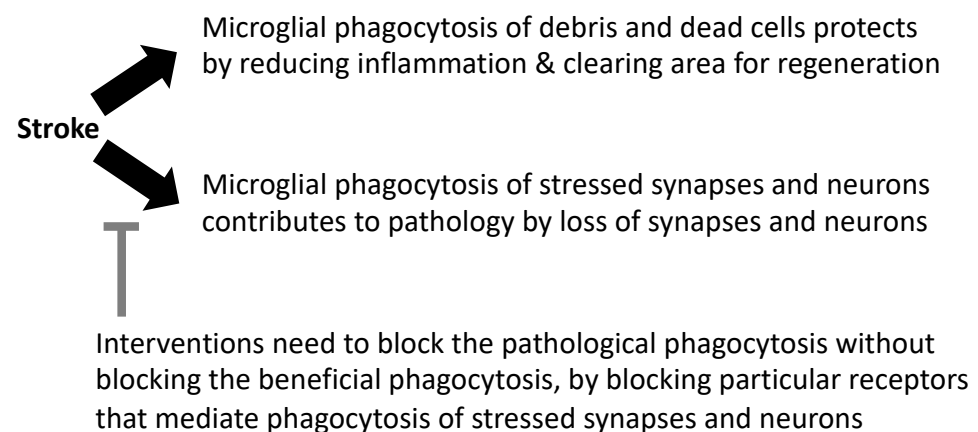 Microglial phagocytosis of debris and dead cells protects
by reducing inflammation & clearing area for regeneration
Stroke
Microglial phagocytosis of stressed synapses and neurons
contributes to pathology by loss of synapses and neurons
Interventions need to block the pathological phagocytosis without
blocking the beneficial phagocytosis, by blocking particular receptors
that mediate phagocytosis of stressed synapses and neurons